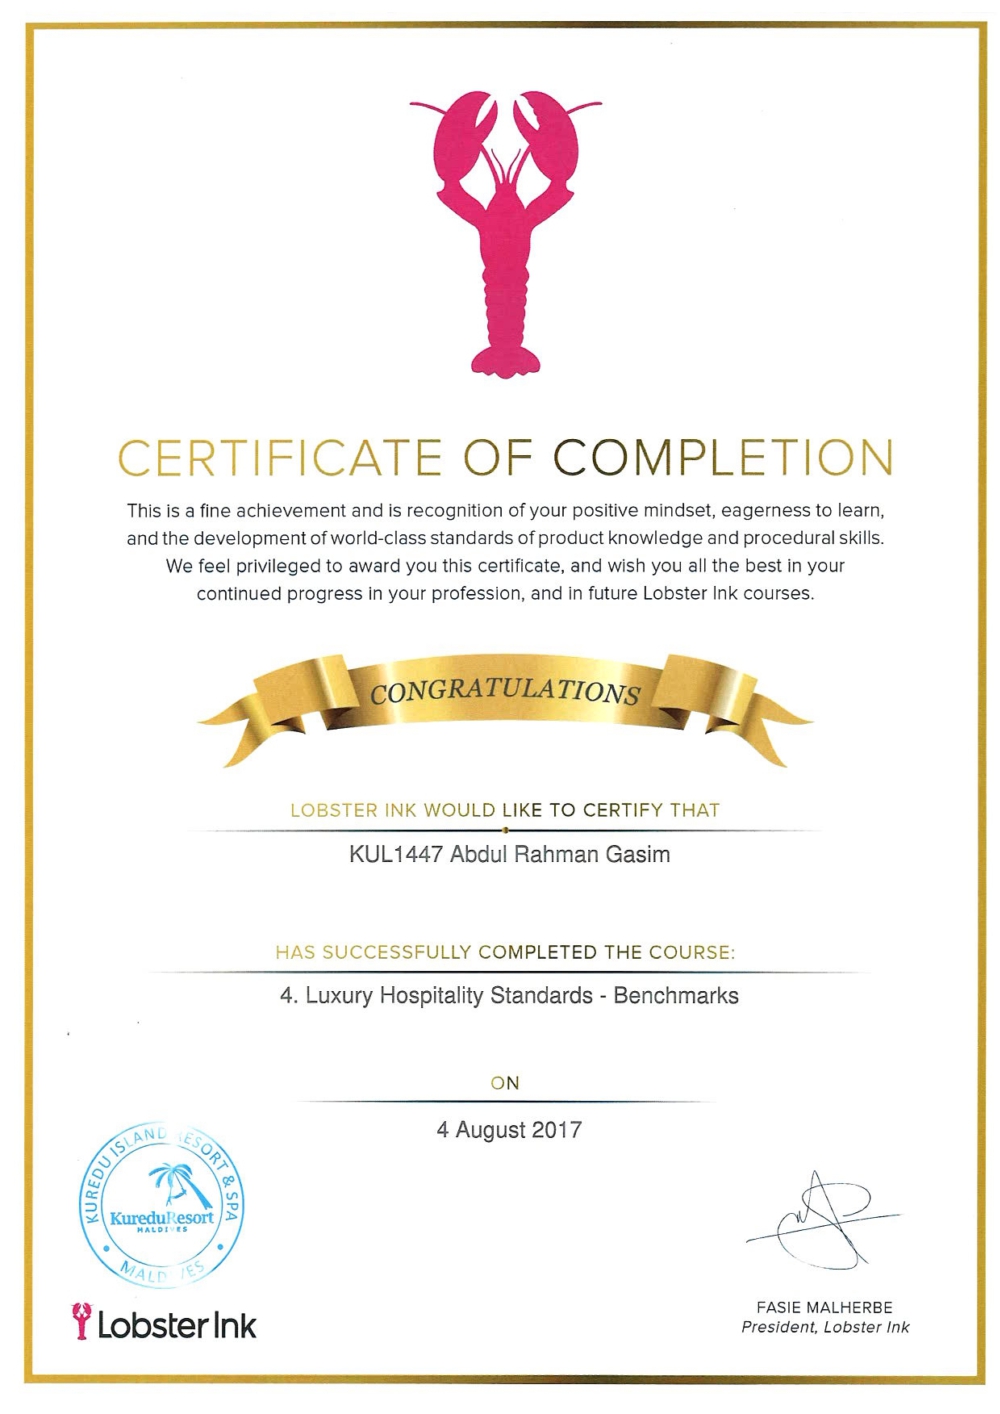 CERTIFICATE OF COMPLETION
This is a fine achievement and is recognition of your positive mindset, eagerness to learn,
and the development of world-class standards of product knowledge and procedural skills.
We feel privileged to award you this certificate, and wish you all the best in your
continued progress in your profession, and in future Lobster Ink courses.
CONGRATULATIONS
LOBSTER INK WOULD LIKE TO CERTIFY THAT
KUL1447 Abdul Rahman Gasim
HAS SUCCESSFULLY COMPLETED THE COURSE:
4. Luxury Hospitality Standards - Benchmarks
ON
4 August 2017
KUREDU ISLAND RESORT & SPA
KureduResort
MALDIVES
MALDIVES
Lobster Ink
FASIE MALHERBE
President, Lobster Ink